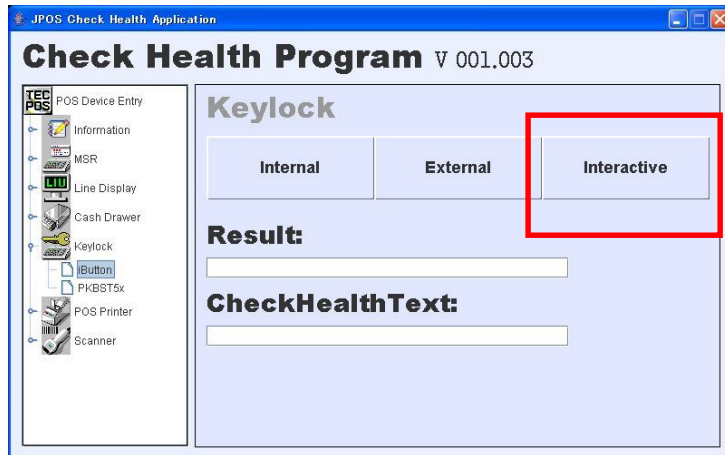 JPOS Check Health Application
Check Health Program V 001.003
TEC
POS
POS Device Entry
Information
MSR
LIU
Line Display
Cash Drawer
Keylock
iButton
PKBST5x
POS Printer
Scanner
Keylock
Internal External Interactive
Result:
CheckHealthText: